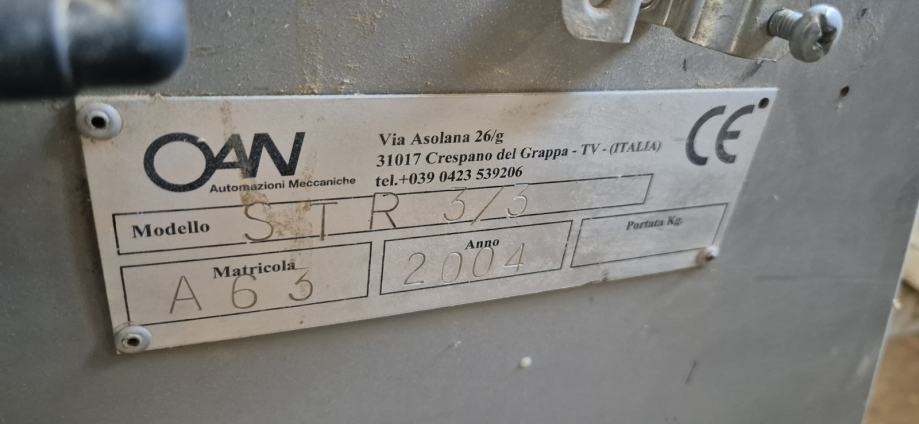 OAN
Automazioni Meccaniche
Via Asolana 26/g
31017 Crespano del Grappa - TV - (ITALIA)
tel.+039 0423 539206
CE
Modello STR 3/3
Matricola
A63
Anno
2004
Portata Kg.